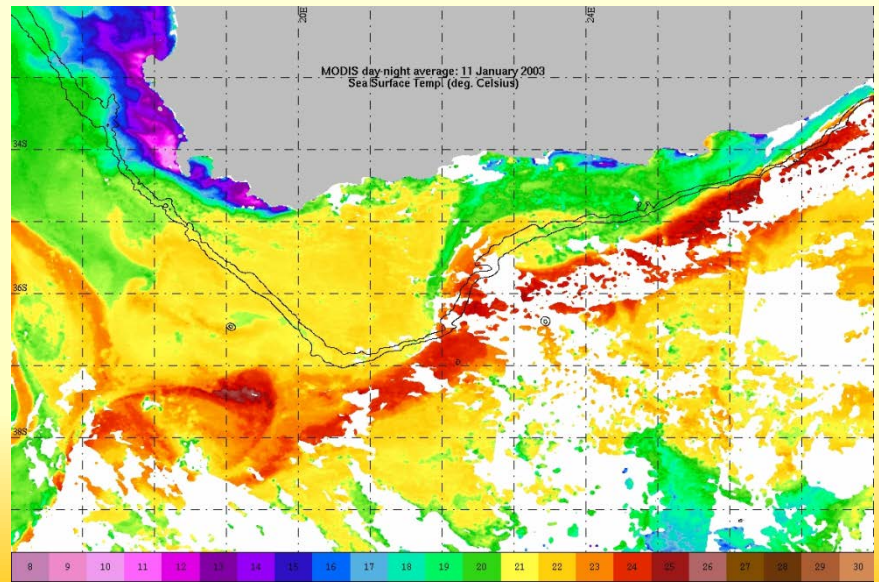 20E 24E
MODIS day-night average: 11 January 2003
Sea Surface Temp. (deg. Celsius)
34S
36S
38S
8 9 10 11 12 13 14 15 16 17 18 19 20 21 22 23 24 25 26 27 28 29 30